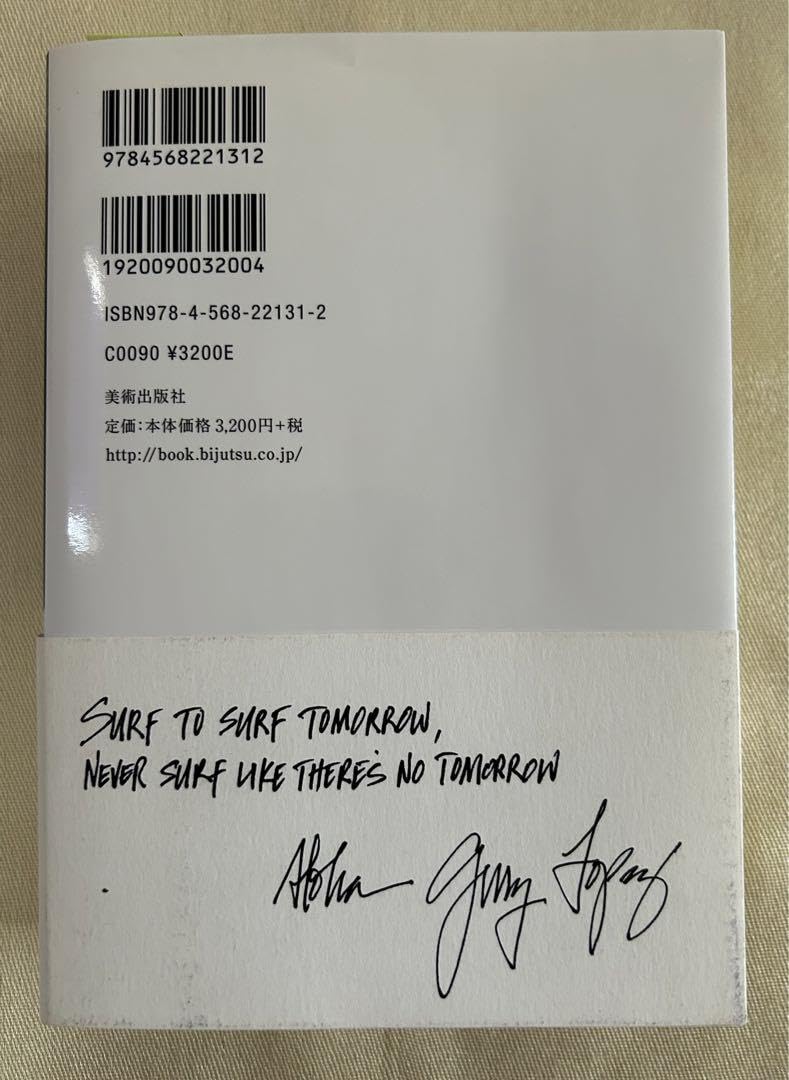 9784568221312
1920090032004
ISBN978-4-568-22131-2
C0090 ¥3200E
美術出版社
定価:本体価格 3,200円+税
http://book.bijutsu.co.jp/
SURF TO SURF TOMORROW,
NEVER SURF LIKE THERE'S NO TOMORROW
Aloha Gerry Lopez